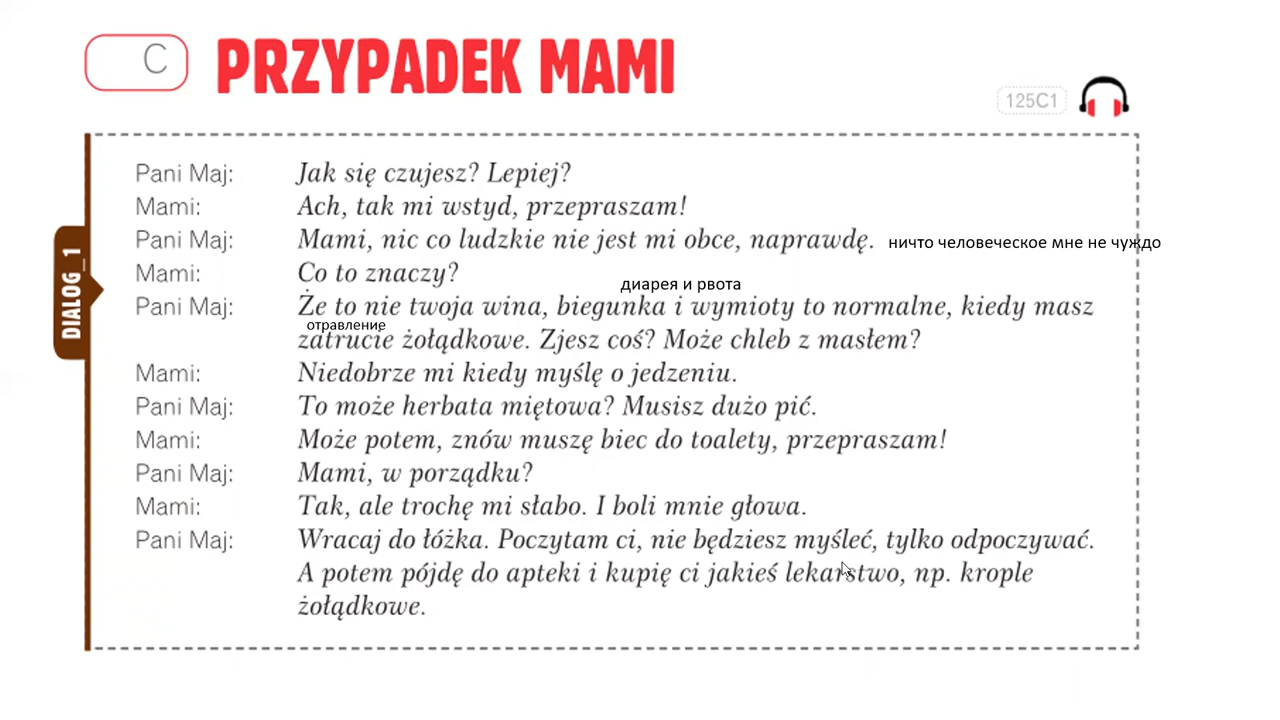 C PRZYPADEK MAMI
125C1
DIALOG_1
Pani Maj: Jak się czujesz? Lepiej?
Mami: Ach, tak mi wstyd, przepraszam!
Pani Maj: Mami, nic co ludzkie nie jest mi obce, naprawdę. ничто человеческое мне не чуждо
Mami: Co to znaczy?
диарея и рвота
Pani Maj: Że to nie twoja wina, biegunka i wymioty to normalne, kiedy masz
отравление
zatrucie żołądkowe. Zjesz coś? Może chleb z masłem?
Mami: Niedobrze mi kiedy myślę o jedzeniu.
Pani Maj: To może herbata miętowa? Musisz dużo pić.
Mami: Może potem, znów muszę biec do toalety, przepraszam!
Pani Maj: Mami, w porządku?
Mami: Tak, ale trochę mi słabo. I boli mnie głowa.
Pani Maj: Wracaj do łóżka. Poczytam ci, nie będziesz myśleć, tylko odpoczywać.
A potem pójdę do apteki i kupię ci jakieś lekarstwo, np. krople
żołądkowe.